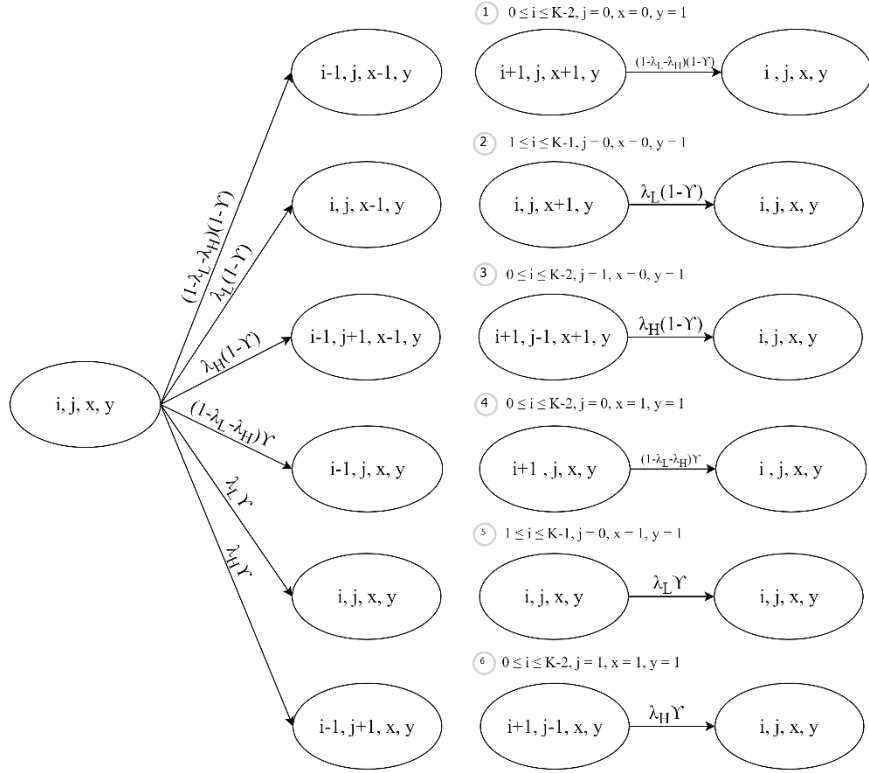 i-1, j, x-1, y
i, j, x-1, y
i-1, j+1, x-1, y
i, j, x, y
i-1, j, x, y
i, j, x, y
i-1, j+1, x, y
(1-λL-λH)(1-ϒ)
λL(1-ϒ)
λH(1-ϒ)
(1-λL-λH)ϒ
λLϒ
λHϒ
1 0 ≤ i ≤ K-2, j = 0, x = 0, y = 1
i+1, j, x+1, y (1-λL-λH)(1-ϒ) i , j, x, y
2 1 ≤ i ≤ K-1, j = 0, x = 0, y = 1
i, j, x+1, y λL(1-ϒ) i, j, x, y
3 0 ≤ i ≤ K-2, j = 1, x = 0, y = 1
i+1, j-1, x+1, y λH(1-ϒ) i, j, x, y
4 0 ≤ i ≤ K-2, j = 0, x = 1, y = 1
i+1 , j, x, y (1-λL-λH)ϒ i , j, x, y
5 1 ≤ i ≤ K-1, j = 0, x = 1, y = 1
i, j, x, y λLϒ i, j, x, y
6 0 ≤ i ≤ K-2, j = 1, x = 1, y = 1
i+1, j-1, x, y λHϒ i, j, x, y